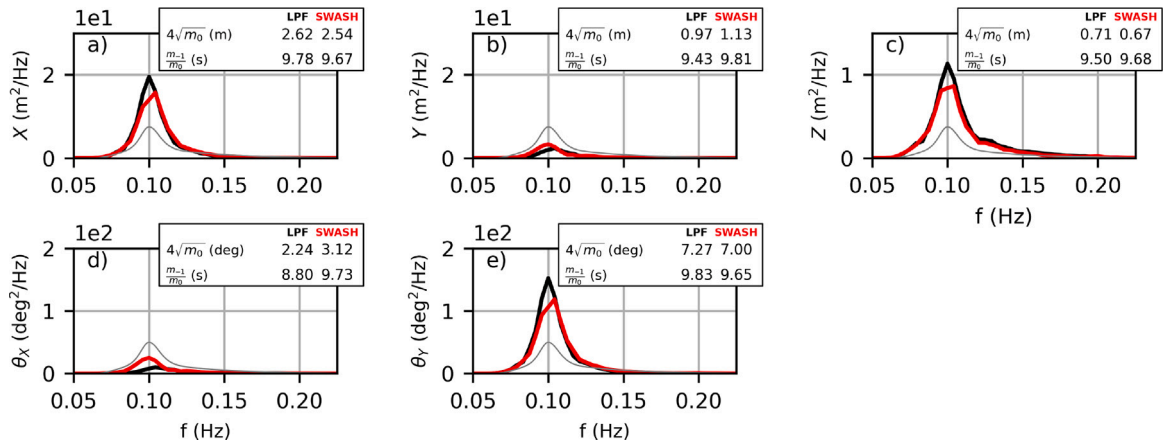 1e1
a)
LPF SWASH
4√m₀ (m) 2.62 2.54
m₋₁/m₀ (s) 9.78 9.67
X (m²/Hz)
2
0
0.05 0.10 0.15 0.20
1e1
b)
LPF SWASH
4√m₀ (m) 0.97 1.13
m₋₁/m₀ (s) 9.43 9.81
Y (m²/Hz)
2
0
0.05 0.10 0.15 0.20
c)
LPF SWASH
4√m₀ (m) 0.71 0.67
m₋₁/m₀ (s) 9.50 9.68
Z (m²/Hz)
1
0
0.05 0.10 0.15 0.20
f (Hz)
1e2
d)
LPF SWASH
4√m₀ (deg) 2.24 3.12
m₋₁/m₀ (s) 8.80 9.73
θX (deg²/Hz)
2
1
0
0.05 0.10 0.15 0.20
f (Hz)
1e2
e)
LPF SWASH
4√m₀ (deg) 7.27 7.00
m₋₁/m₀ (s) 9.83 9.65
θY (deg²/Hz)
2
1
0
0.05 0.10 0.15 0.20
f (Hz)